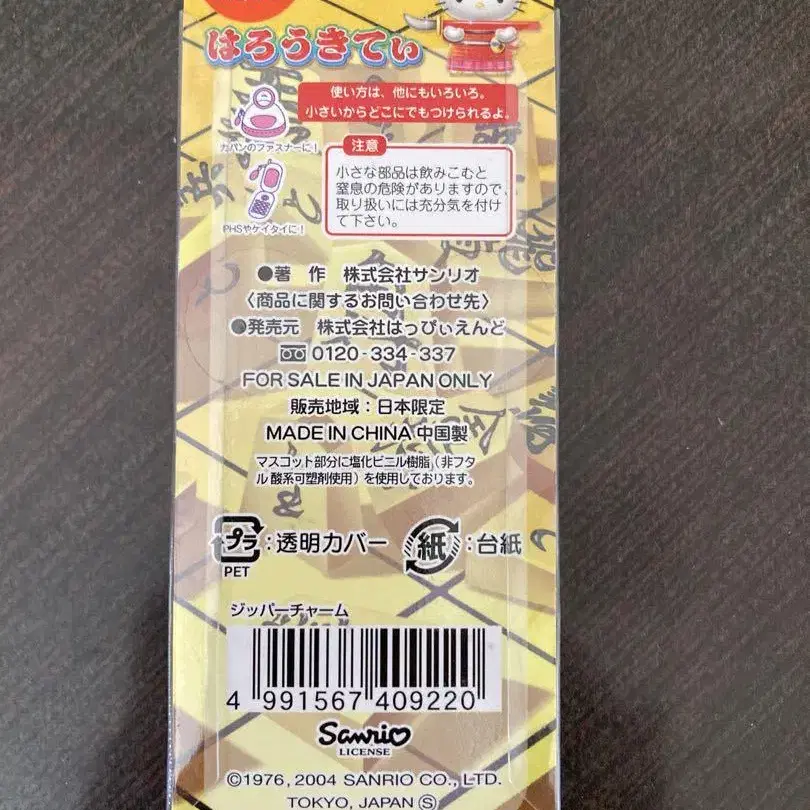 はろうきてぃ
使い方は、他にもいろいろ。
小さいからどこにでもつけられるよ。
カバンのファスナーに！
注意
小さな部品は飲みこむと
窒息の危険がありますので、
取り扱いには充分気を付け
て下さい。
PHSやケイタイに！
●著　作　株式会社サンリオ
〈商品に関するお問い合わせ先〉
●発売元　株式会社はっぴぃえんど
0120-334-337
FOR SALE IN JAPAN ONLY
販売地域：日本限定
MADE IN CHINA 中国製
マスコット部分に塩化ビニル樹脂（非フタ
ル酸系可塑剤使用）を使用しております。
プラ：透明カバー 紙：台紙
PET
ジッパーチャーム
4 991567 409220
Sanrio
LICENSE
©1976, 2004 SANRIO CO., LTD.
TOKYO, JAPAN Ⓢ